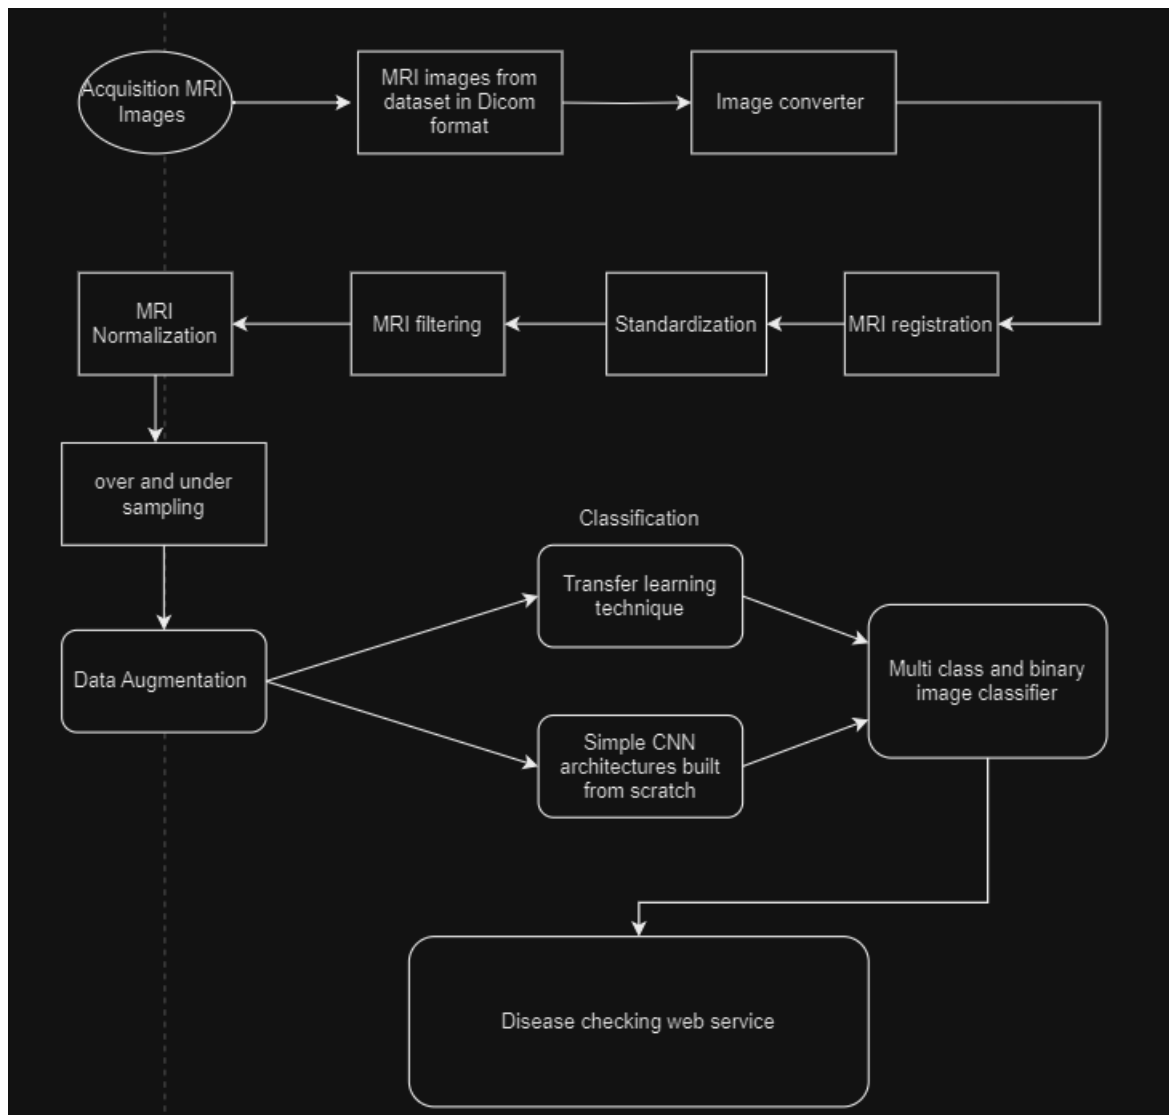 Acquisition MRI
Images
MRI images from
dataset in Dicom
format
Image converter
MRI
Normalization
MRI filtering
Standardization
MRI registration
over and under
sampling
Classification
Transfer learning
technique
Data Augmentation
Multi class and binary
image classifier
Simple CNN
architectures built
from scratch
Disease checking web service